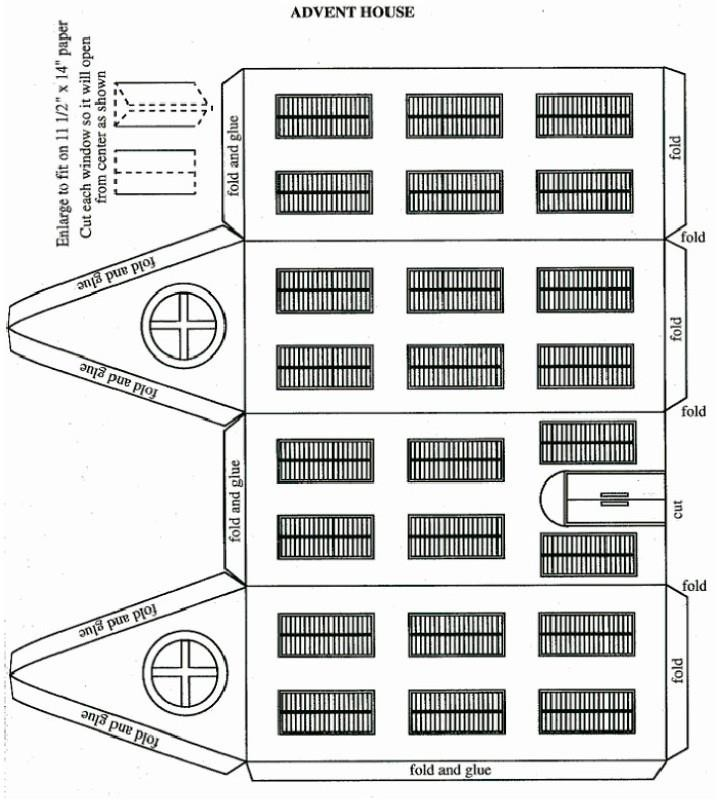 ADVENT HOUSE
Enlarge to fit on 11 1/2" x 14" paper
Cut each window so it will open
from center as shown
fold and glue
fold
fold
fold and glue
fold and glue
fold
fold
fold and glue
cut
fold
fold and glue
fold and glue
fold
fold and glue